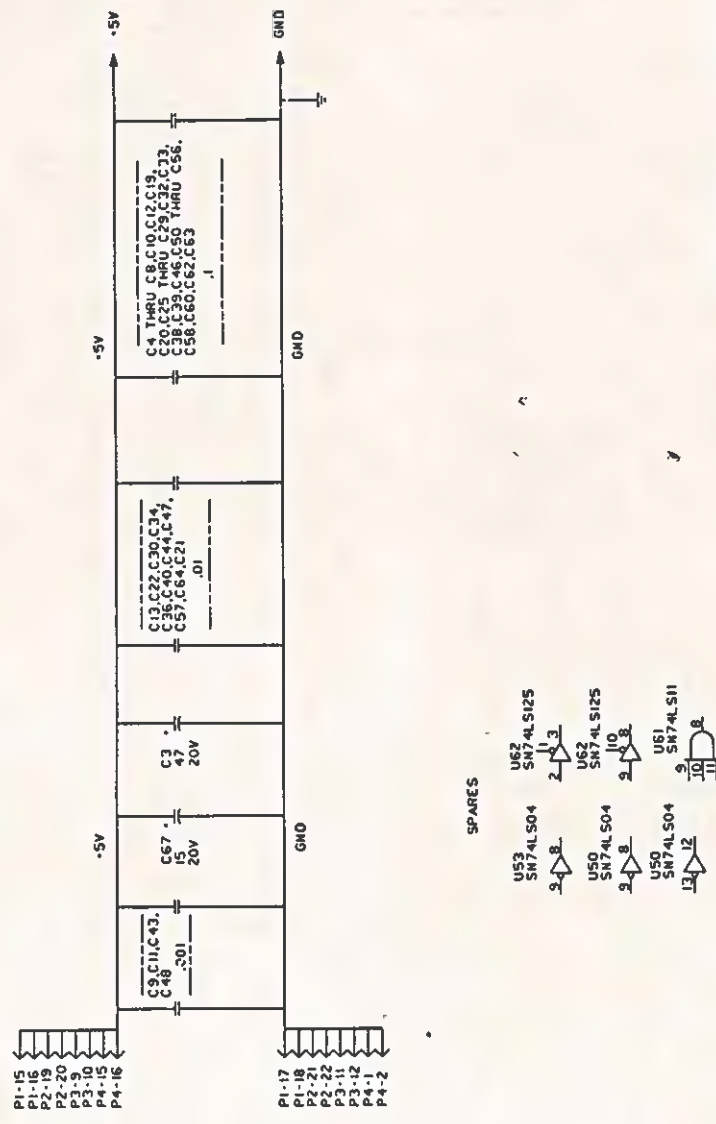 P1-15
P1-16
P2-19
P2-20
P3-9
P3-10
P4-15
P4-16
+5V
+5V
+5V
C9,C11,C43,
C48
.001
C67 +
15
20V
C3 +
47
20V
C13,C22,C30,C34,
C36,C40,C44,C47,
C57,C64,C21
.01
C4 THRU C8,C10,C12,C19,
C20,C25 THRU C29,C32,C33,
C38,C39,C46,C50 THRU C56,
C58,C60,C62,C63
.1
P1-17
P1-18
P2-21
P2-22
P3-11
P3-12
P4-1
P4-2
GND
GND
GND
SPARES
U53
SN74LS04
9 8
U62
SN74LS125
1
2 3
U50
SN74LS04
9 8
U62
SN74LS125
10
9 8
U50
SN74LS04
13 12
U61
SN74LS11
9
10
11
8